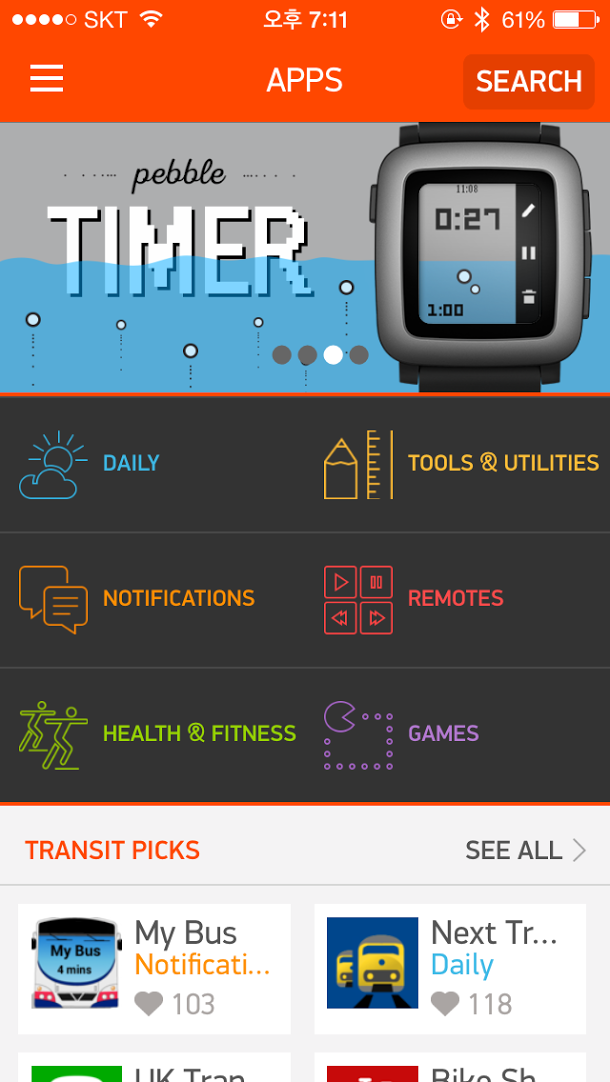 SKT 오후 7:11 61%
APPS
SEARCH
pebble
TIMER
11:08
0:27
1:00
DAILY
TOOLS & UTILITIES
NOTIFICATIONS
REMOTES
HEALTH & FITNESS
GAMES
TRANSIT PICKS
SEE ALL
My Bus
4 mins
My Bus
Notificati...
103
Next Tr...
Daily
118
UK Tran
Bike Sh